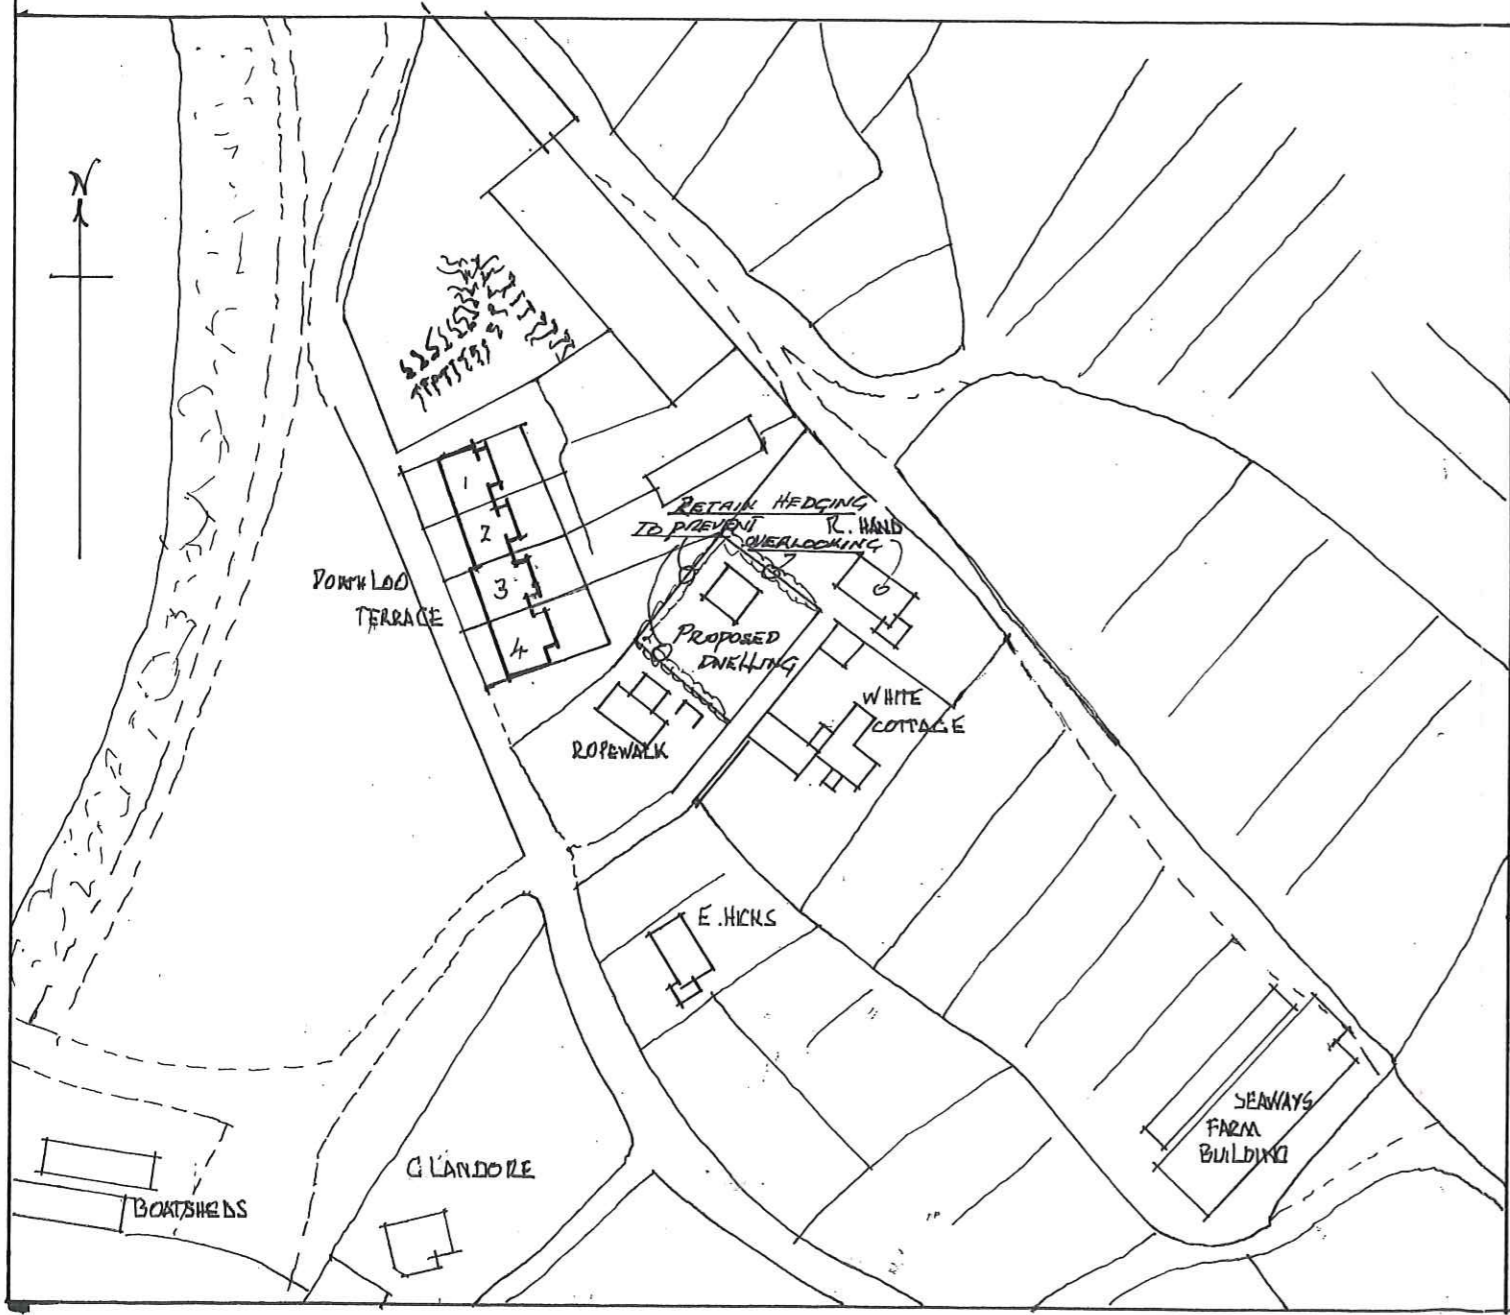 N
1
2
3
4
PORTHLOO
TERRACE
RETAIN HEDGING
TO PREVENT
OVERLOOKING
R. HAND
PROPOSED
DWELLING
WHITE
COTTAGE
ROPEWALK
E. HICKS
SEAWAYS
FARM
BUILDING
GLANDORE
BOATSHEDS